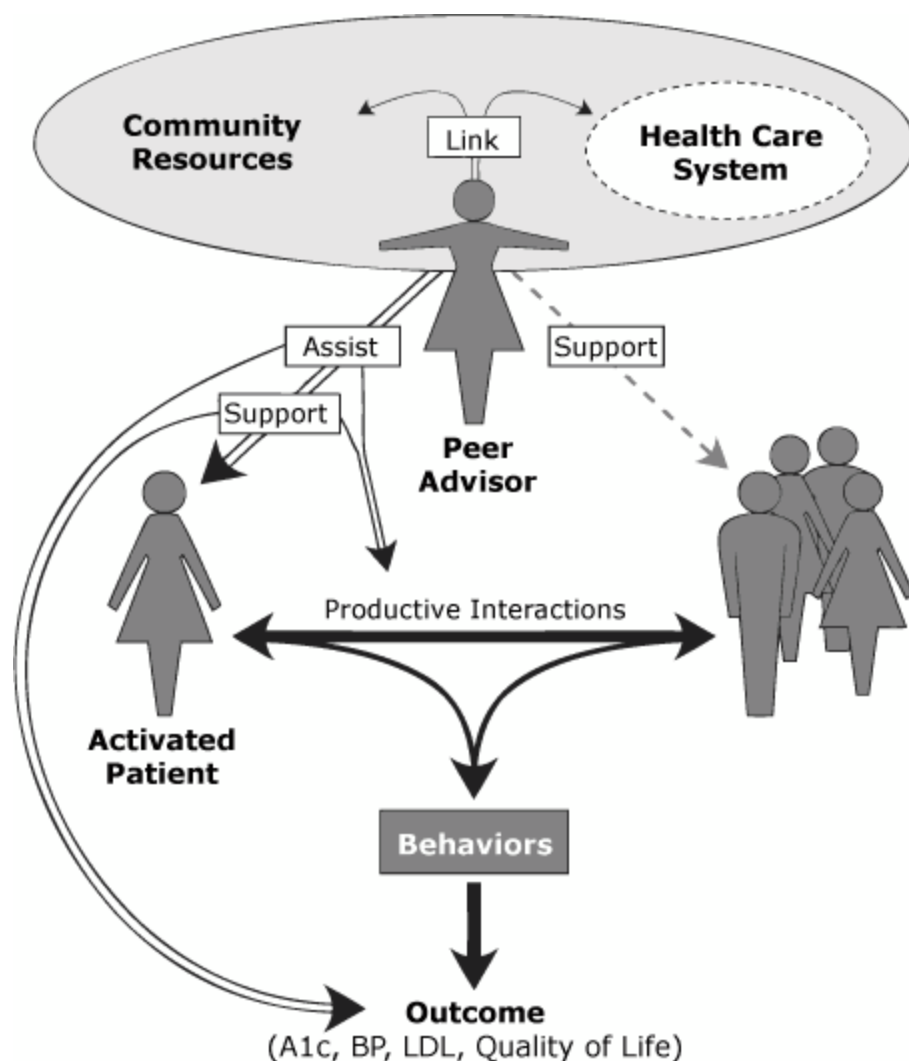 Community
Resources
Link
Health Care
System
Assist
Support
Support
Peer
Advisor
Productive Interactions
Activated
Patient
Behaviors
Outcome
(A1c, BP, LDL, Quality of Life)